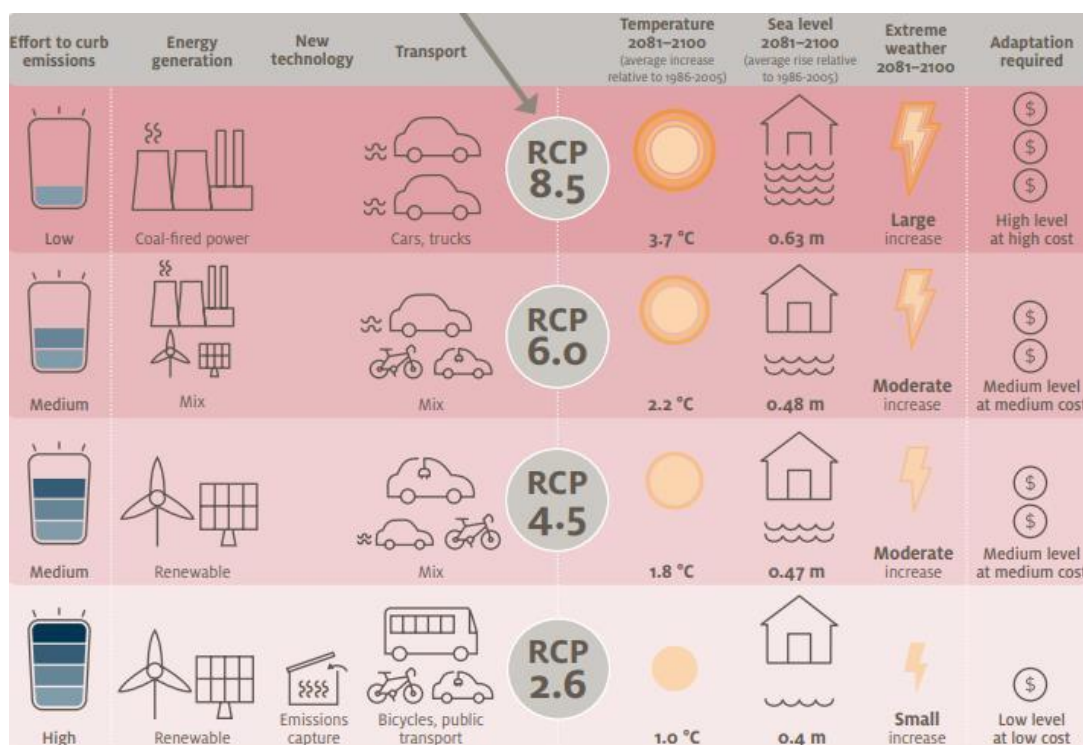 Effort to curb
emissions
Energy
generation
New
technology
Transport
Temperature
2081–2100
(average increase
relative to 1986-2005)
Sea level
2081–2100
(average rise relative
to 1986-2005)
Extreme
weather
2081–2100
Adaptation
required
Low
Coal-fired power
Cars, trucks
RCP
8.5
3.7 °C
0.63 m
Large
increase
$
$
$
High level
at high cost
Medium
Mix
Mix
RCP
6.0
2.2 °C
0.48 m
Moderate
increase
$
$
Medium level
at medium cost
Medium
Renewable
Mix
RCP
4.5
1.8 °C
0.47 m
Moderate
increase
$
$
Medium level
at medium cost
High
Renewable
Emissions
capture
Bicycles, public
transport
RCP
2.6
1.0 °C
0.4 m
Small
increase
$
Low level
at low cost